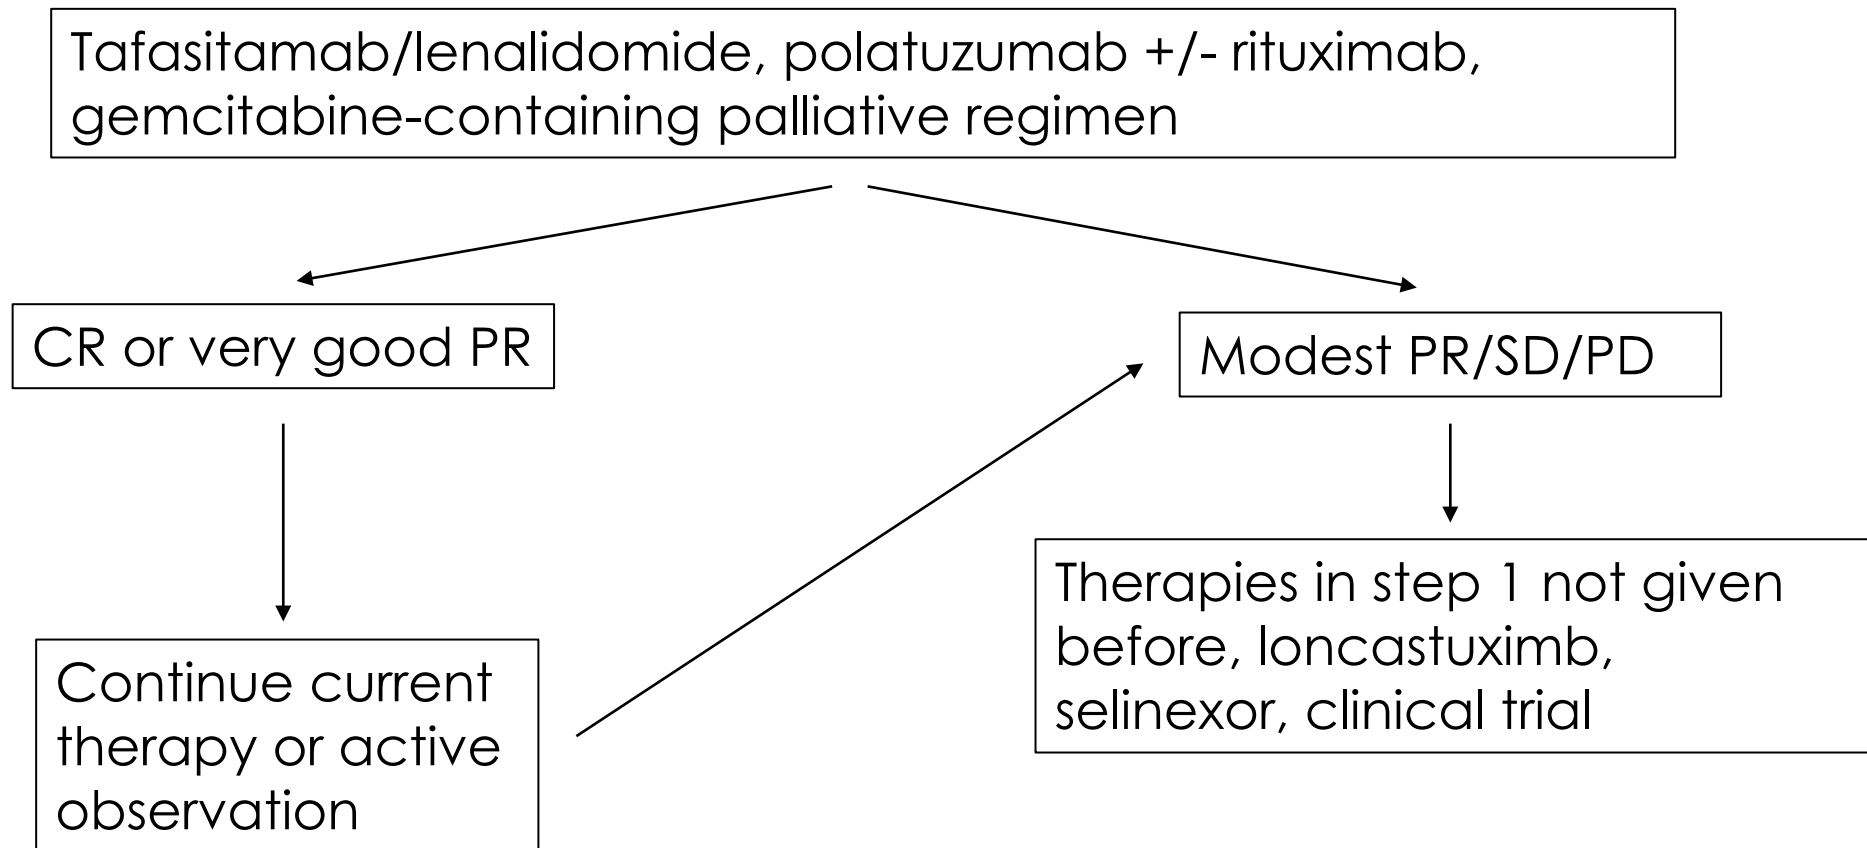 Tafasitamab/lenalidomide, polatuzumab +/- rituximab,
gemcitabine-containing palliative regimen
CR or very good PR
Modest PR/SD/PD
Continue current
therapy or active
observation
Therapies in step 1 not given
before, loncastuximb,
selinexor, clinical trial